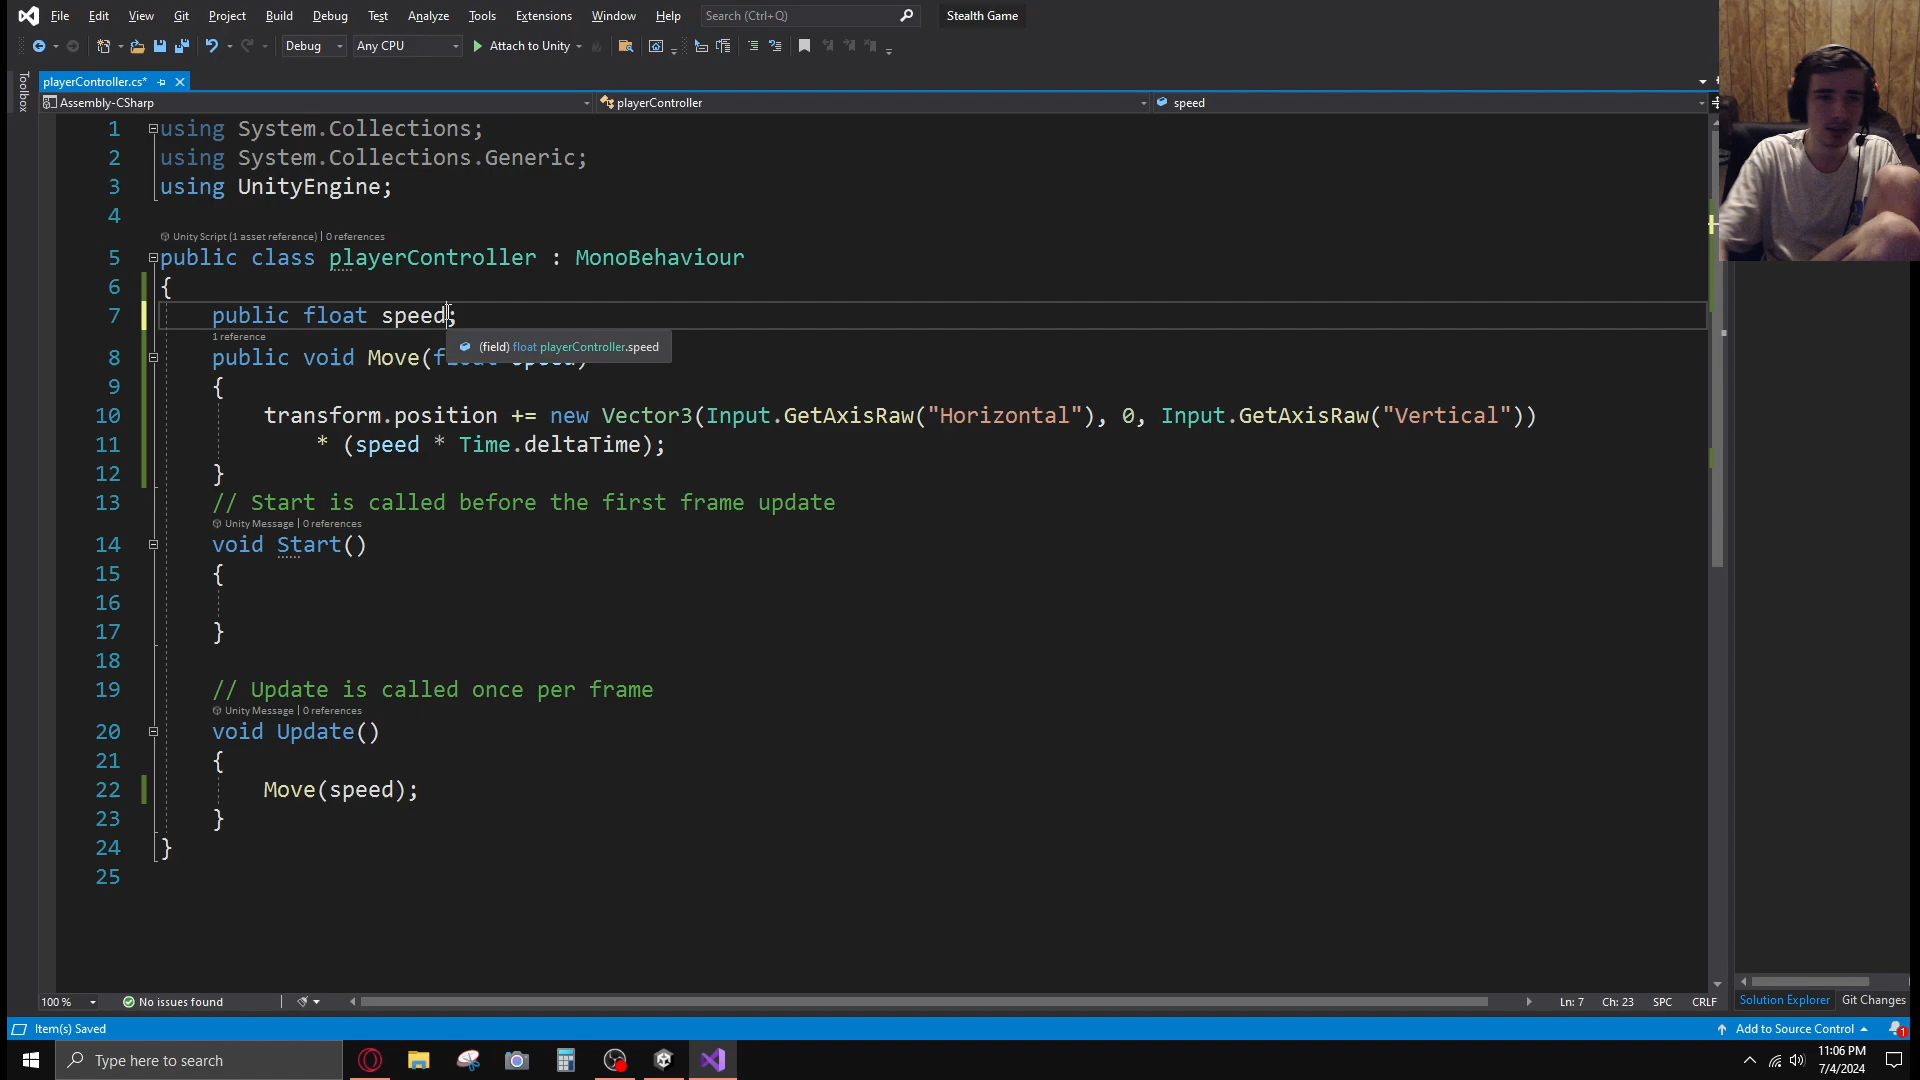 File Edit View Git Project Build Debug Test Analyze Tools Extensions Window Help Search (Ctrl+Q) Stealth Game
Debug Any CPU Attach to Unity
Toolbox
playerController.cs*
Assembly-CSharp playerController speed
1 using System.Collections;
2 using System.Collections.Generic;
3 using UnityEngine;
4
Unity Script (1 asset reference) | 0 references
5 public class playerController : MonoBehaviour
6 {
7 public float speed;
1 reference
(field) float playerController.speed
8 public void Move(float speed)
9 {
10 transform.position += new Vector3(Input.GetAxisRaw("Horizontal"), 0, Input.GetAxisRaw("Vertical"))
11 * (speed * Time.deltaTime);
12 }
13 // Start is called before the first frame update
Unity Message | 0 references
14 void Start()
15 {
16
17 }
18
19 // Update is called once per frame
Unity Message | 0 references
20 void Update()
21 {
22 Move(speed);
23 }
24 }
25
100 % No issues found Ln: 7 Ch: 23 SPC CRLF
Solution Explorer Git Changes
Item(s) Saved Add to Source Control 1
Type here to search
11:06 PM
7/4/2024